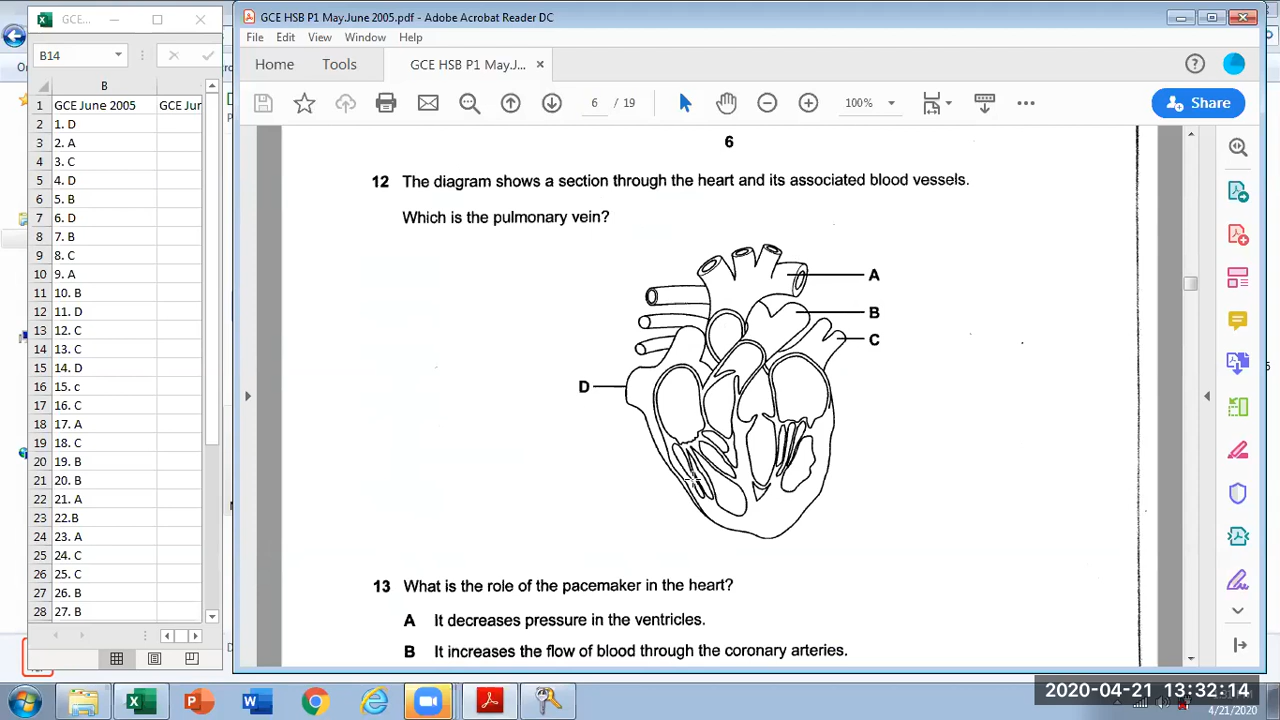 GCE...
GCE HSB P1 May.June 2005.pdf - Adobe Acrobat Reader DC
File Edit View Window Help
B14
Home Tools GCE HSB P1 May.J... ×
6 / 19 100% Share
B
1 GCE June 2005 GCE Jur
2 1. D
3 2. A
4 3. C
5 4. D
6 5. B
7 6. D
8 7. B
9 8. C
10 9. A
11 10. B
12 11. D
13 12. C
14 13. C
15 14. D
16 15. c
17 16. C
18 17. A
19 18. C
20 19. B
21 20. B
22 21. A
23 22.B
24 23. A
25 24. C
26 25. C
27 26. B
28 27. B
6
12 The diagram shows a section through the heart and its associated blood vessels.
Which is the pulmonary vein?
A
B
C
D
13 What is the role of the pacemaker in the heart?
A It decreases pressure in the ventricles.
B It increases the flow of blood through the coronary arteries.
2020-04-21 13:32:14
4/21/2020